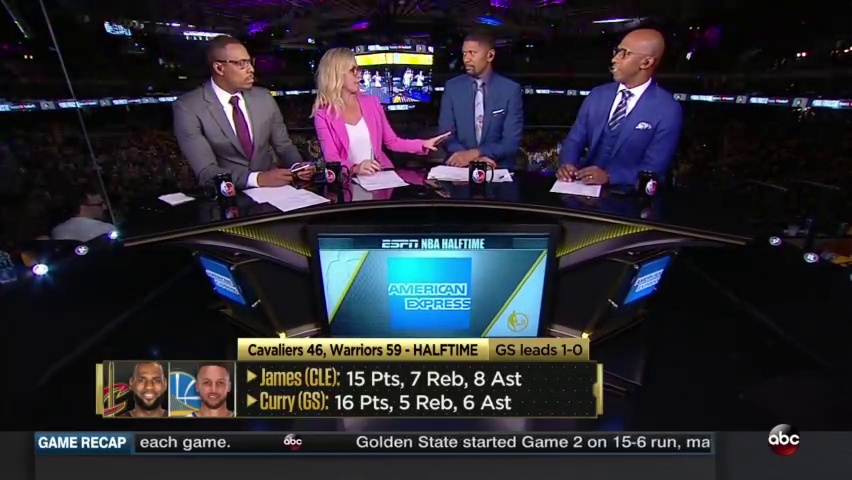 ESPN NBA HALFTIME
AMERICAN
EXPRESS
Cavaliers 46, Warriors 59 - HALFTIME GS leads 1-0
James (CLE): 15 Pts, 7 Reb, 8 Ast
Curry (GS): 16 Pts, 5 Reb, 6 Ast
GAME RECAP each game. abc Golden State started Game 2 on 15-6 run, ma
abc